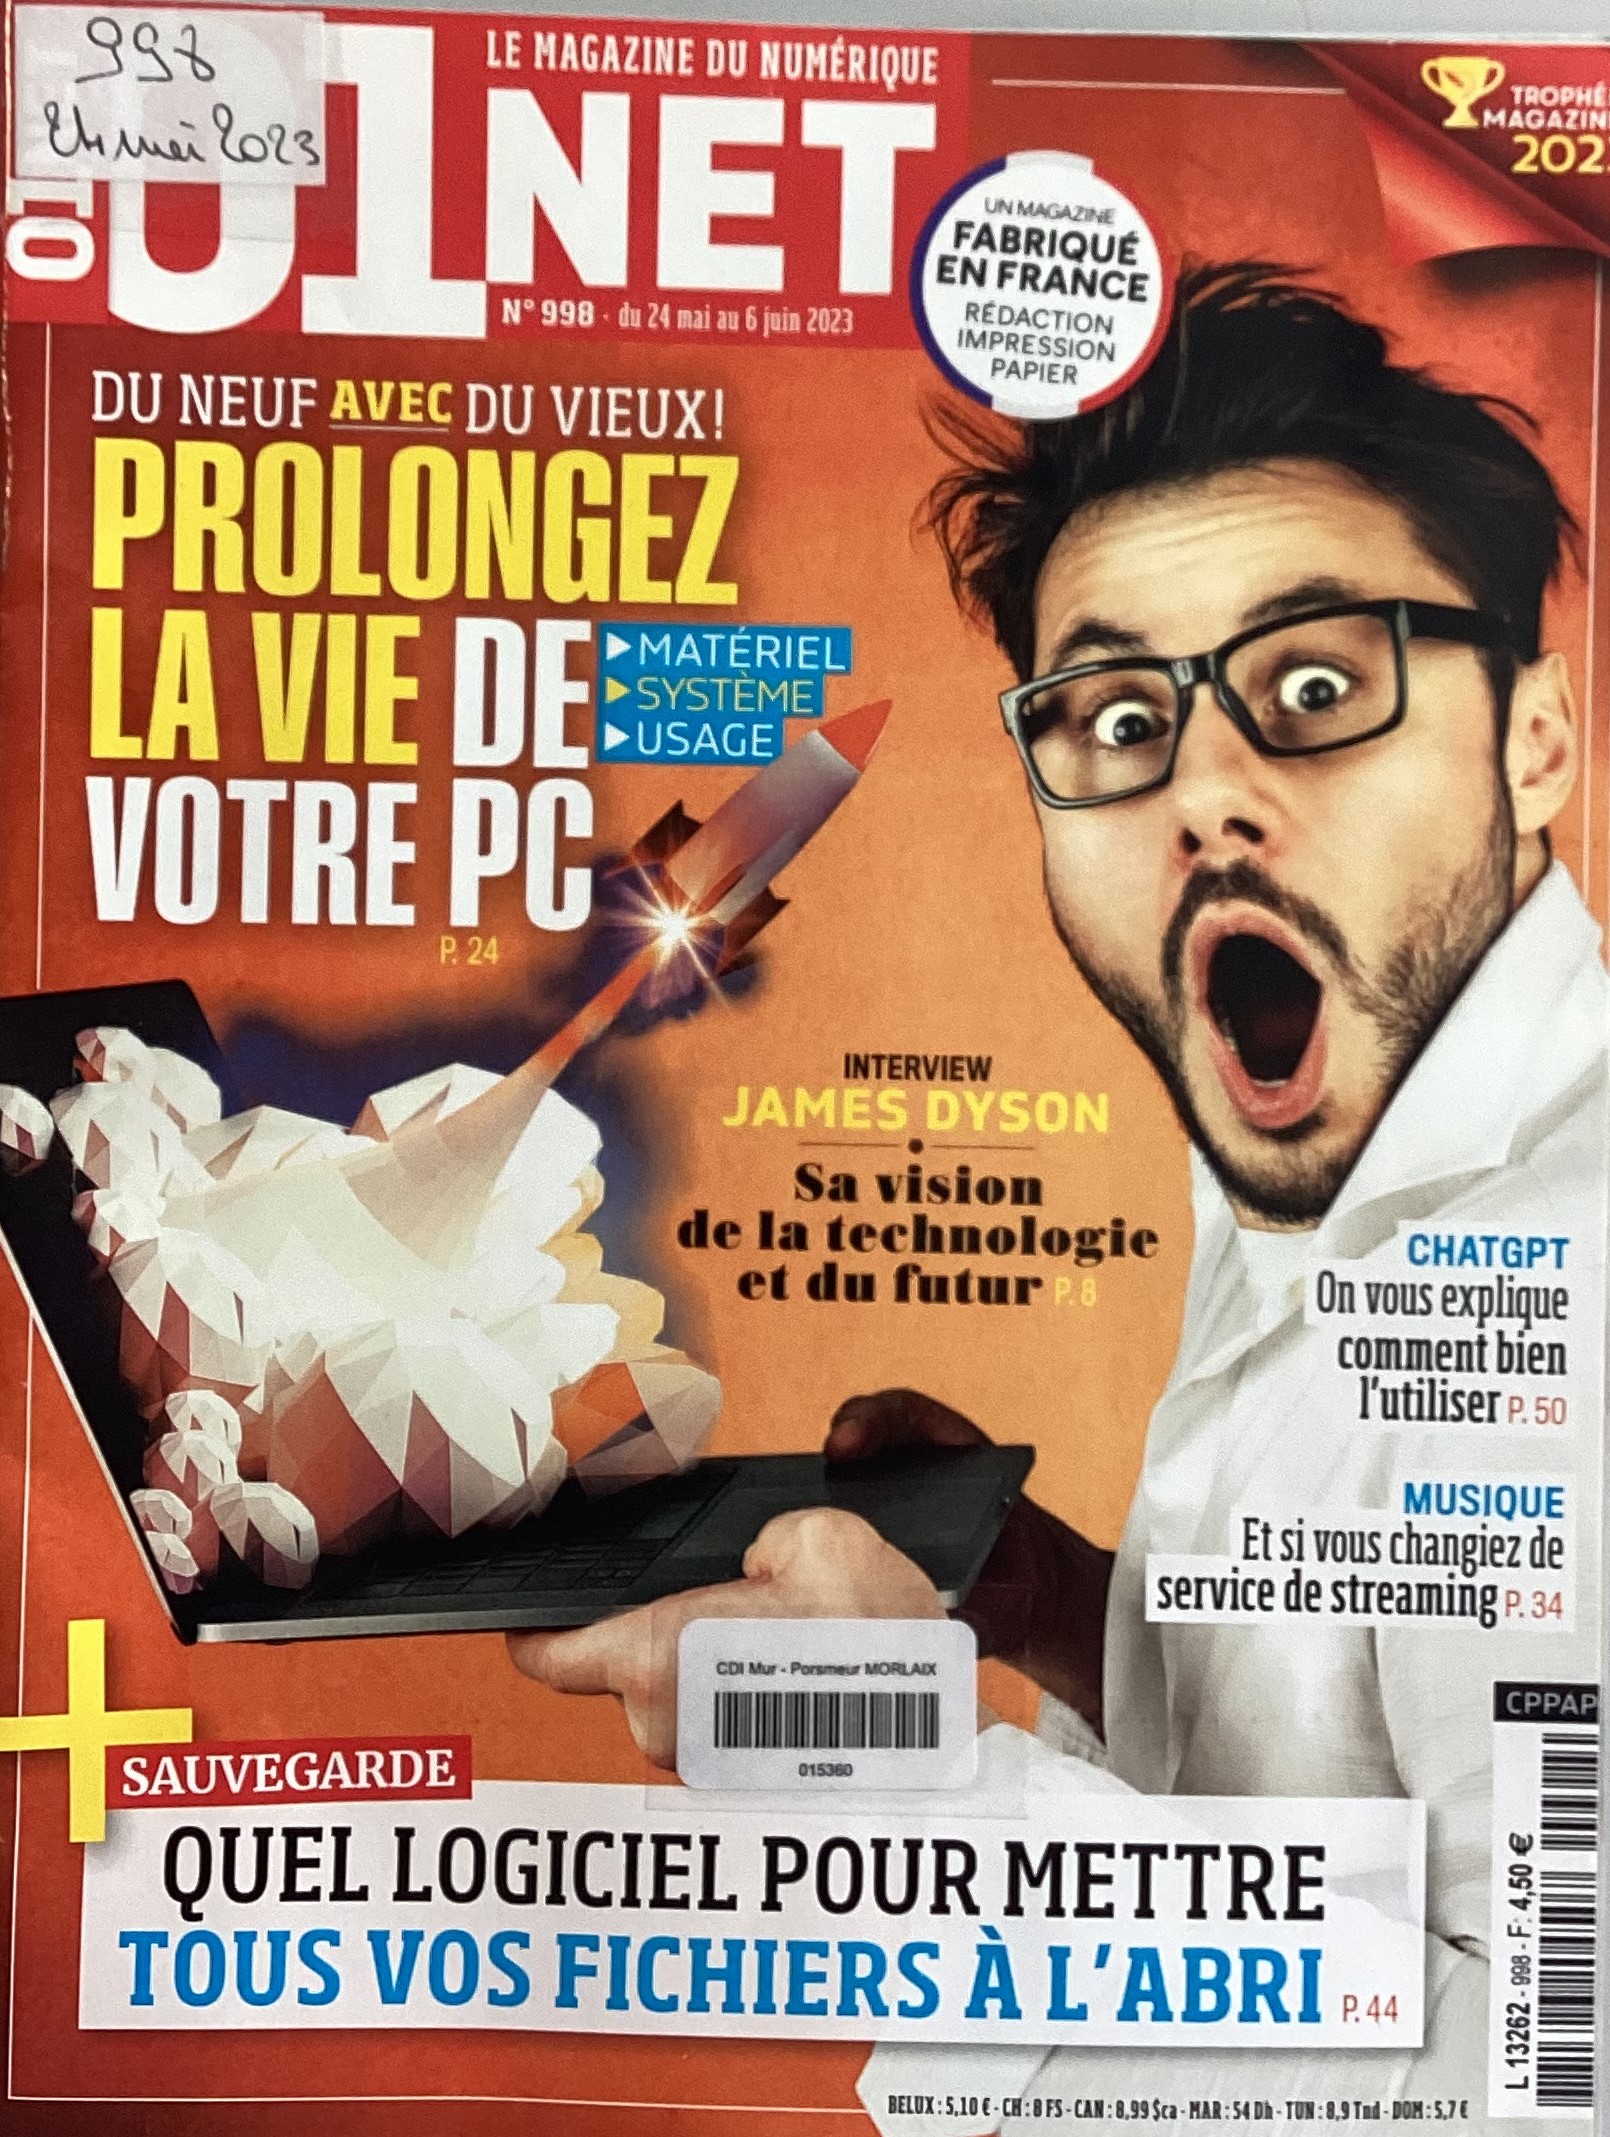 998
24 mai 2023
LE MAGAZINE DU NUMÉRIQUE
01NET
01
N° 998 - du 24 mai au 6 juin 2023
TROPHÉ
MAGAZIN
202
UN MAGAZINE
FABRIQUÉ
EN FRANCE
RÉDACTION
IMPRESSION
PAPIER
DU NEUF AVEC DU VIEUX!
PROLONGEZ
LA VIE DE
VOTRE PC
MATÉRIEL
SYSTÈME
USAGE
P. 24
INTERVIEW
JAMES DYSON
Sa vision
de la technologie
et du futur P.8
CHATGPT
On vous explique
comment bien
l'utiliser P. 50
MUSIQUE
Et si vous changiez de
service de streaming P. 34
CDI Mur - Porsmeur MORLAIX
015360
CPPAP
+
SAUVEGARDE
QUEL LOGICIEL POUR METTRE
TOUS VOS FICHIERS À L'ABRI P. 44
L 13262 - 998 - F: 4,50 €
BELUX : 5,10 € - CH : 8 FS - CAN : 8,99 $ca - MAR : 54 Dh - TUN : 8,9 Tnd - DOM : 5,7 €